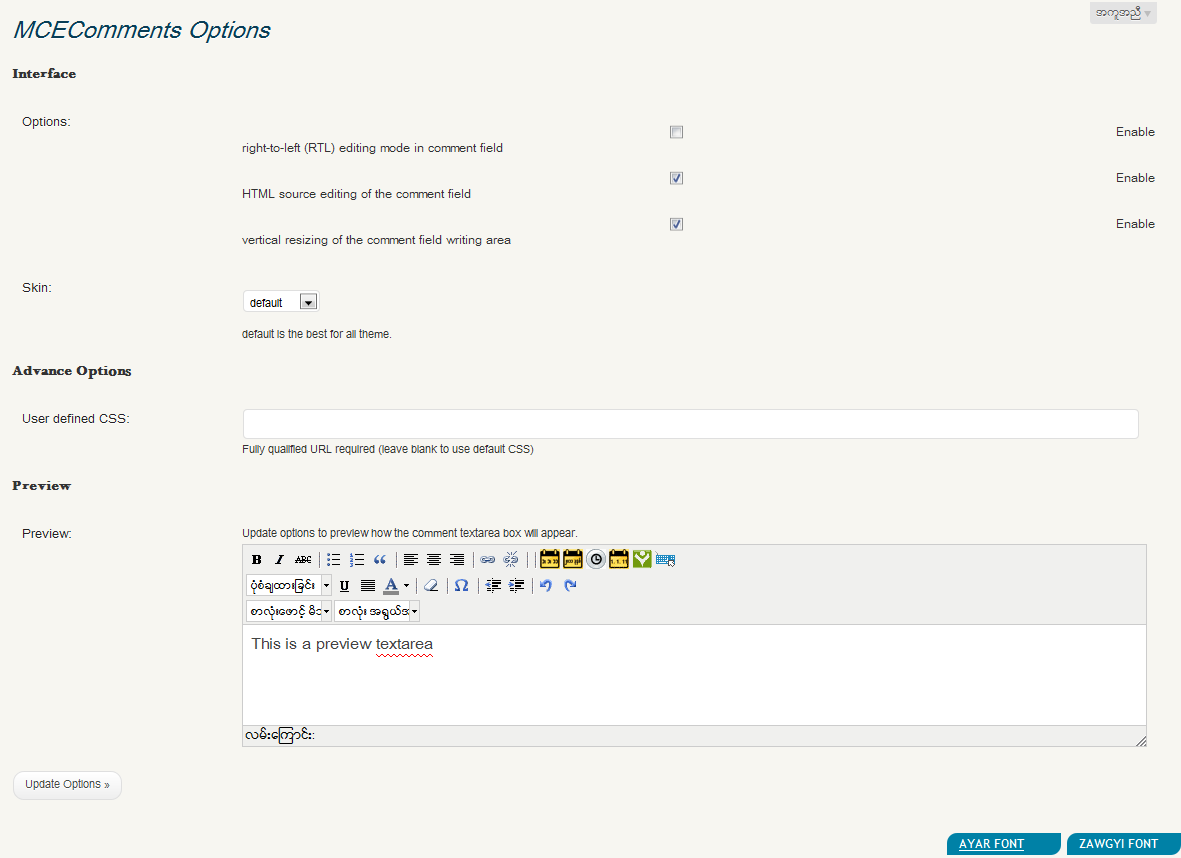 အကူအညီ
MCEComments Options
Interface
Options:
Enable
right-to-left (RTL) editing mode in comment field
Enable
HTML source editing of the comment field
Enable
vertical resizing of the comment field writing area
Skin:
default
default is the best for all theme.
Advance Options
User defined CSS:
Fully qualified URL required (leave blank to use default CSS)
Preview
Preview:
Update options to preview how the comment textarea box will appear.
B I ABC
ပုံစံချထားခြင်း U A Ω
စာလုံးဖောင့် မိ စာလုံး အရွယ်အ
This is a preview textarea
လမ်းကြောင်း:
Update Options »
AYAR FONT ZAWGYI FONT